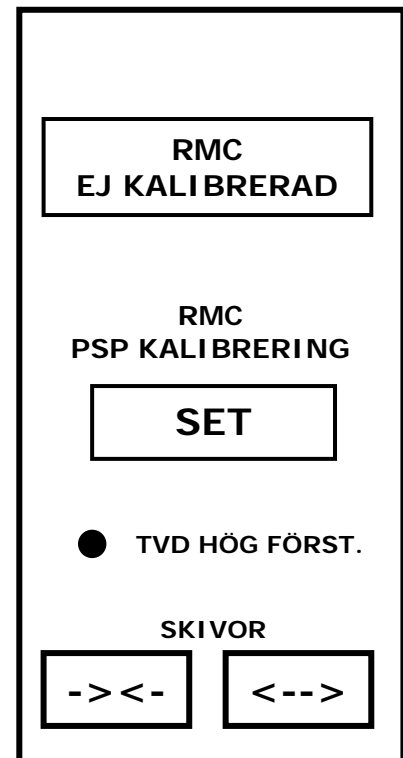 RMC
EJ KALIBRERAD
RMC
PSP KALIBRERING
SET
TVD HÖG FÖRST.
SKIVOR
-><- <-->